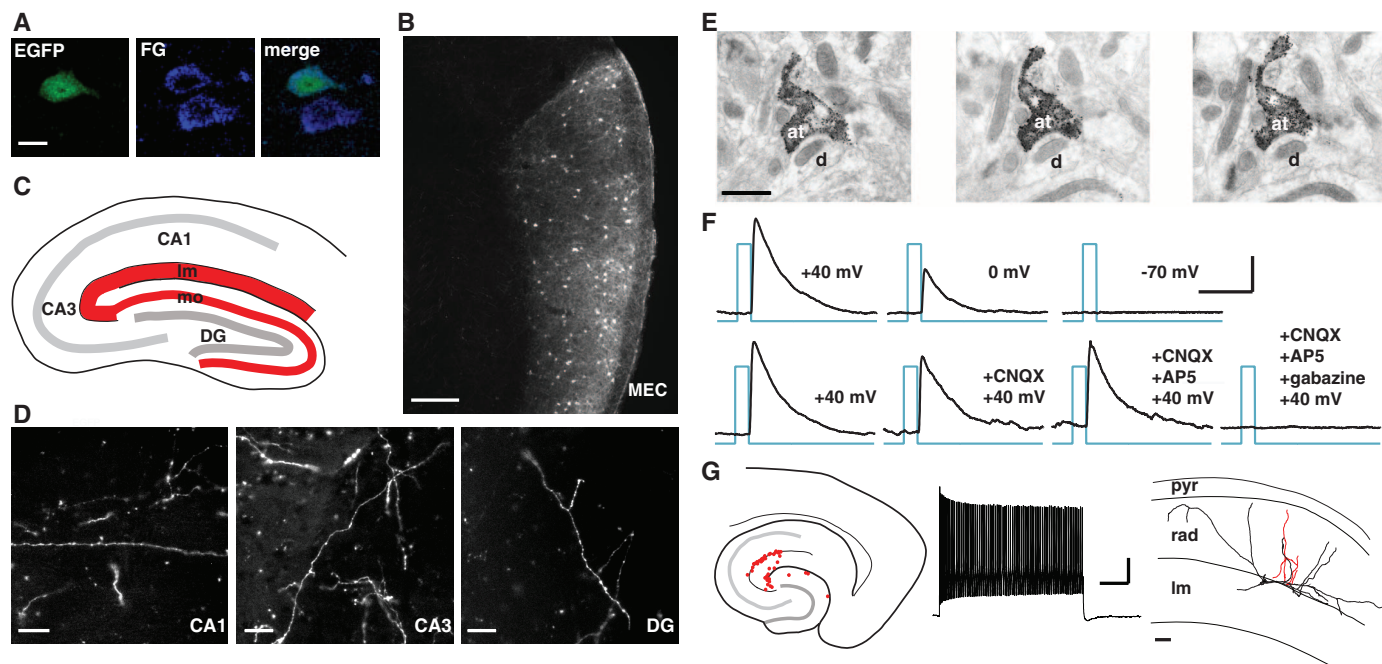 A
EGFP
FG
merge
B
MEC
C
CA1
lm
mo
CA3
DG
D
CA1
CA3
DG
E
at
d
at
d
at
d
F
+40 mV
0 mV
-70 mV
+40 mV
+CNQX
+40 mV
+CNQX
+AP5
+40 mV
+CNQX
+AP5
+gabazine
+40 mV
G
pyr
rad
lm